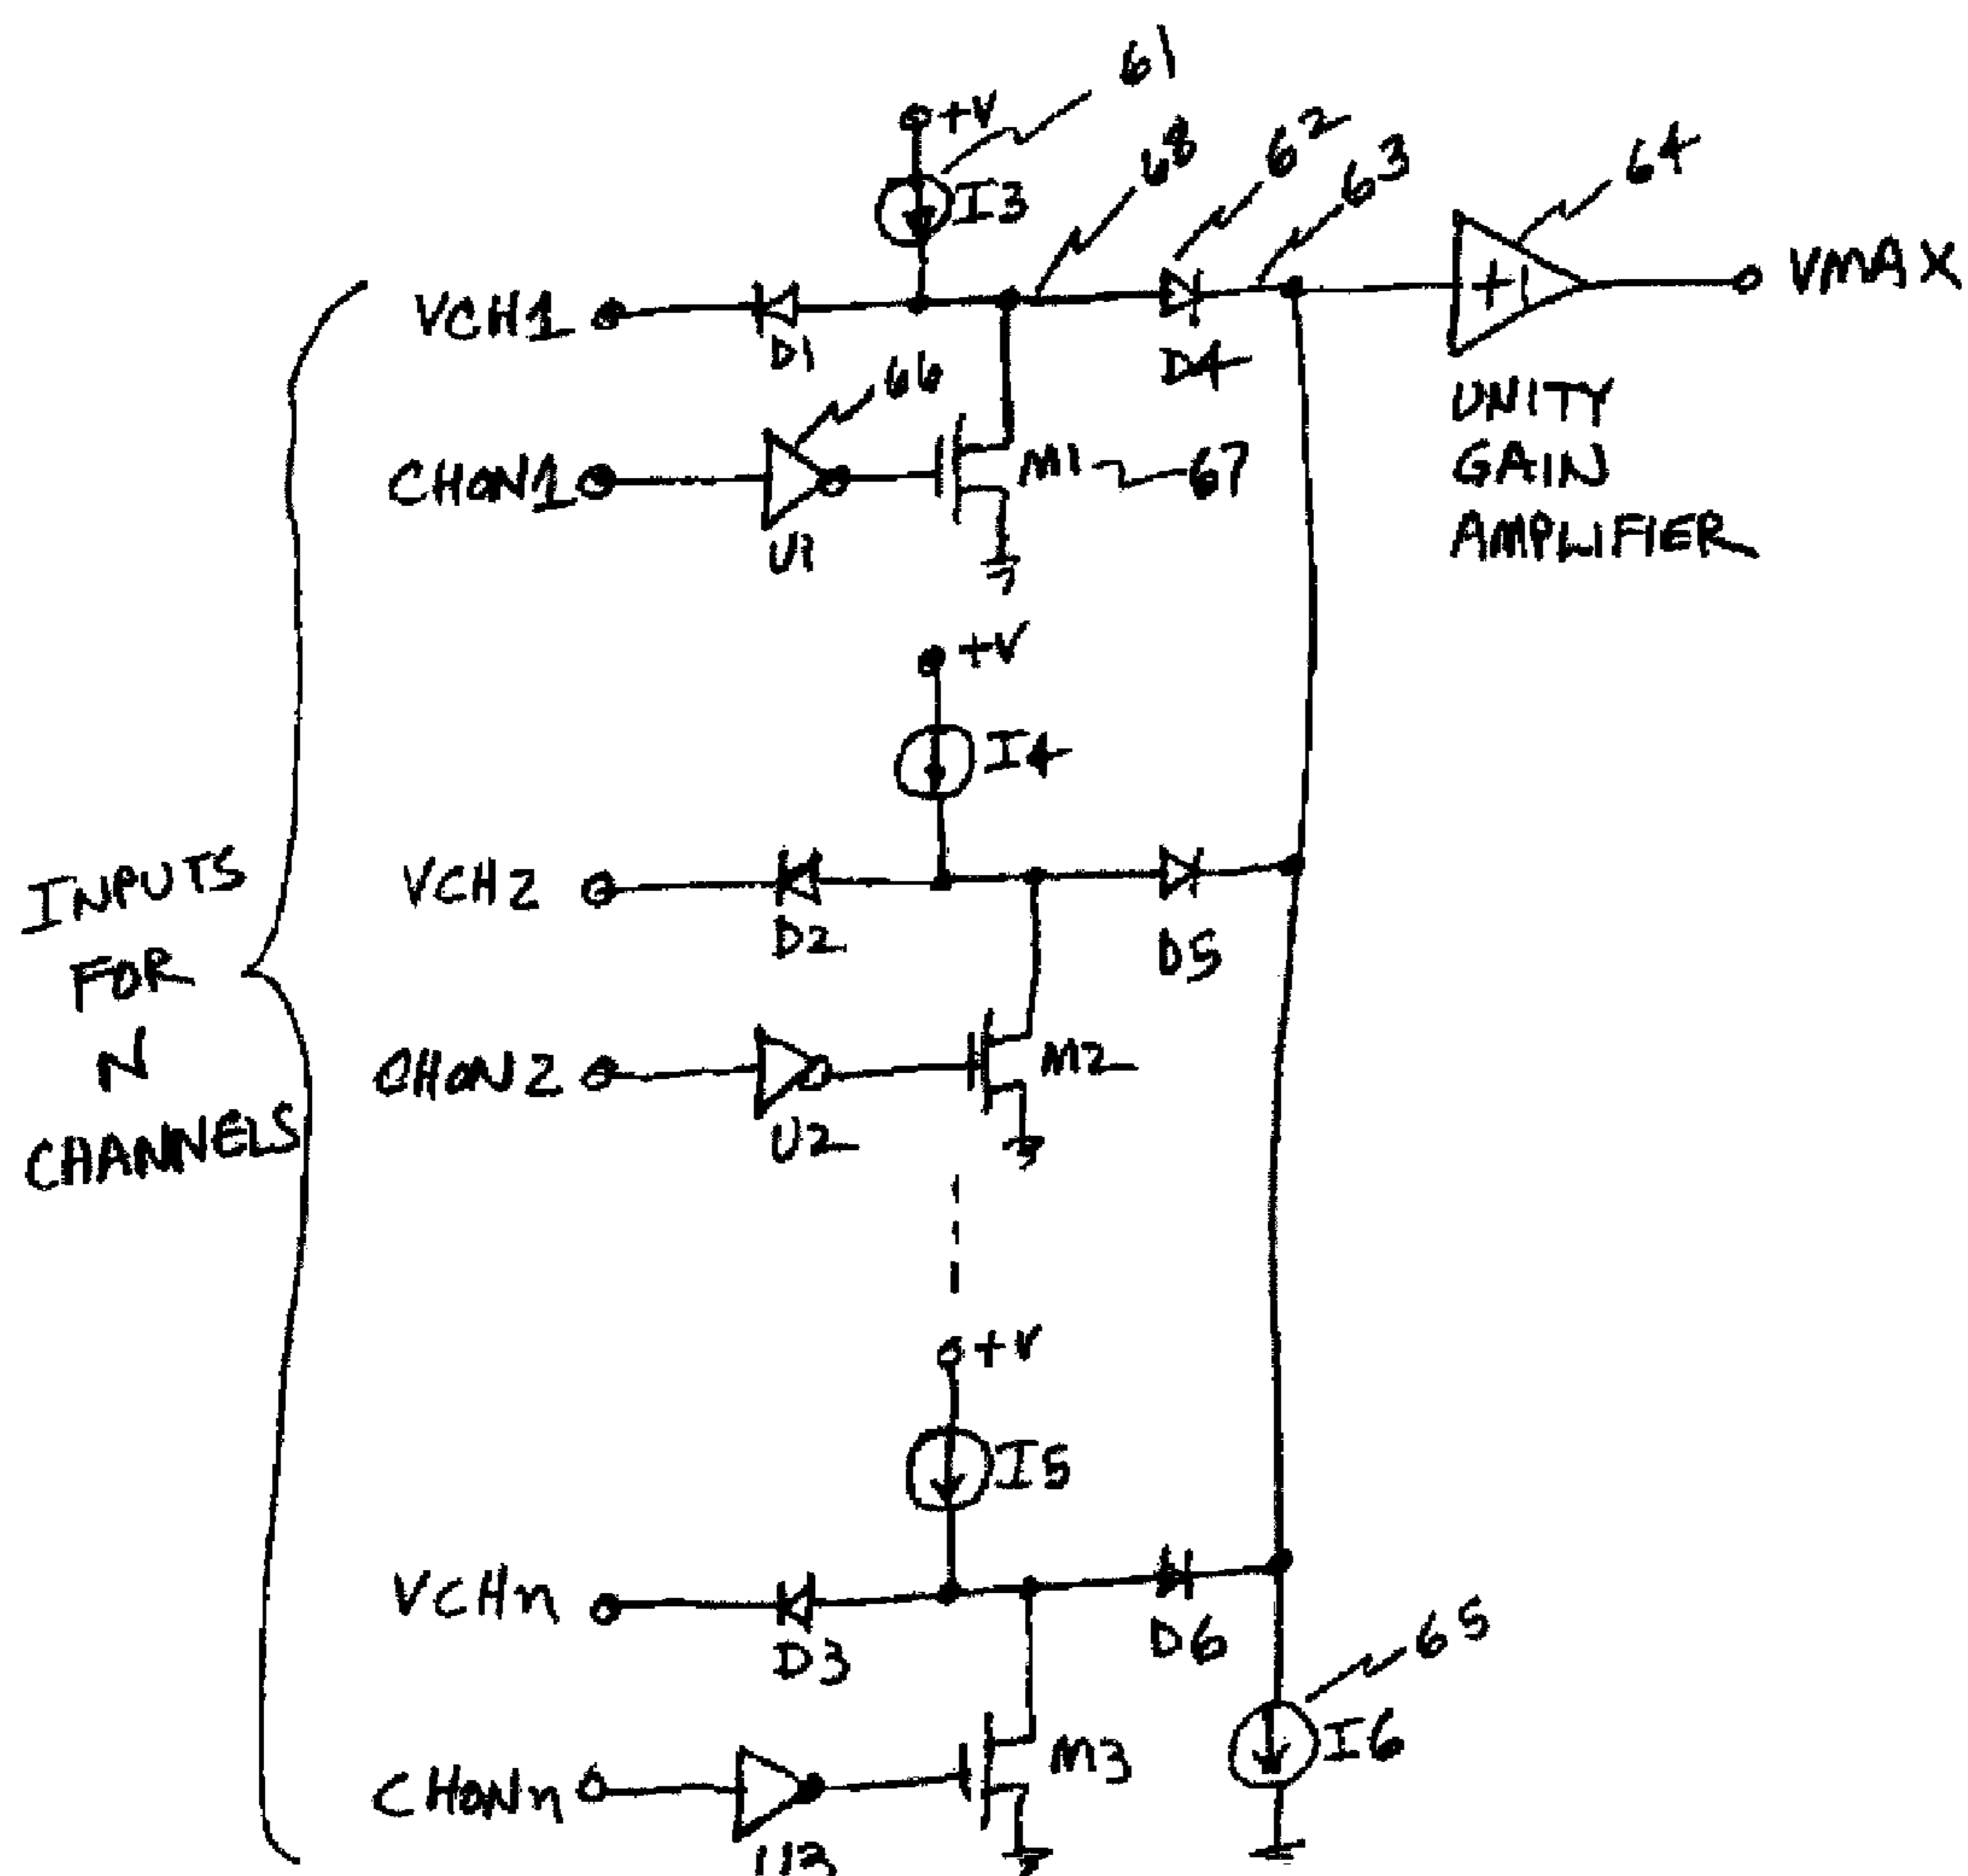 61
+V
I3
68
62
63
64
VCH1
D1
D4
+1
VMAX
66
CHON1
U1
M1
67
UNITY
GAIN
AMPLIFIER
+V
I4
VCH2
D2
D5
INPUTS
FOR
N
CHANNELS
CHON2
U2
M2
+V
I5
VCHn
D3
D6
65
I6
CHONn
U3
M3